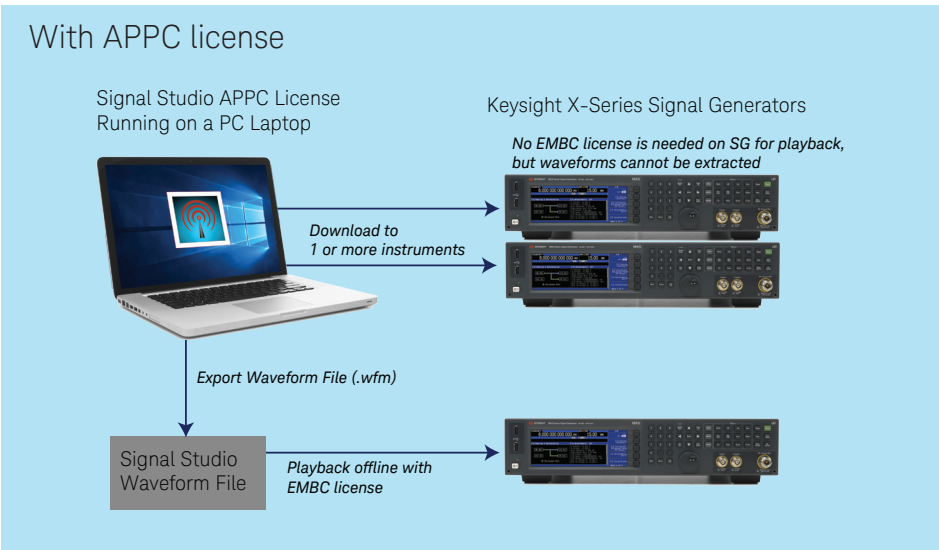 With APPC license
Signal Studio APPC License
Running on a PC Laptop
Keysight X-Series Signal Generators
No EMBC license is needed on SG for playback,
but waveforms cannot be extracted
Download to
1 or more instruments
Export Waveform File (.wfm)
Signal Studio
Waveform File
Playback offline with
EMBC license